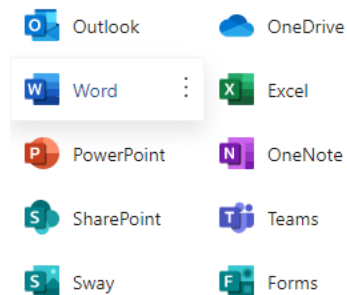 Outlook OneDrive
Word Excel
PowerPoint OneNote
SharePoint Teams
Sway Forms